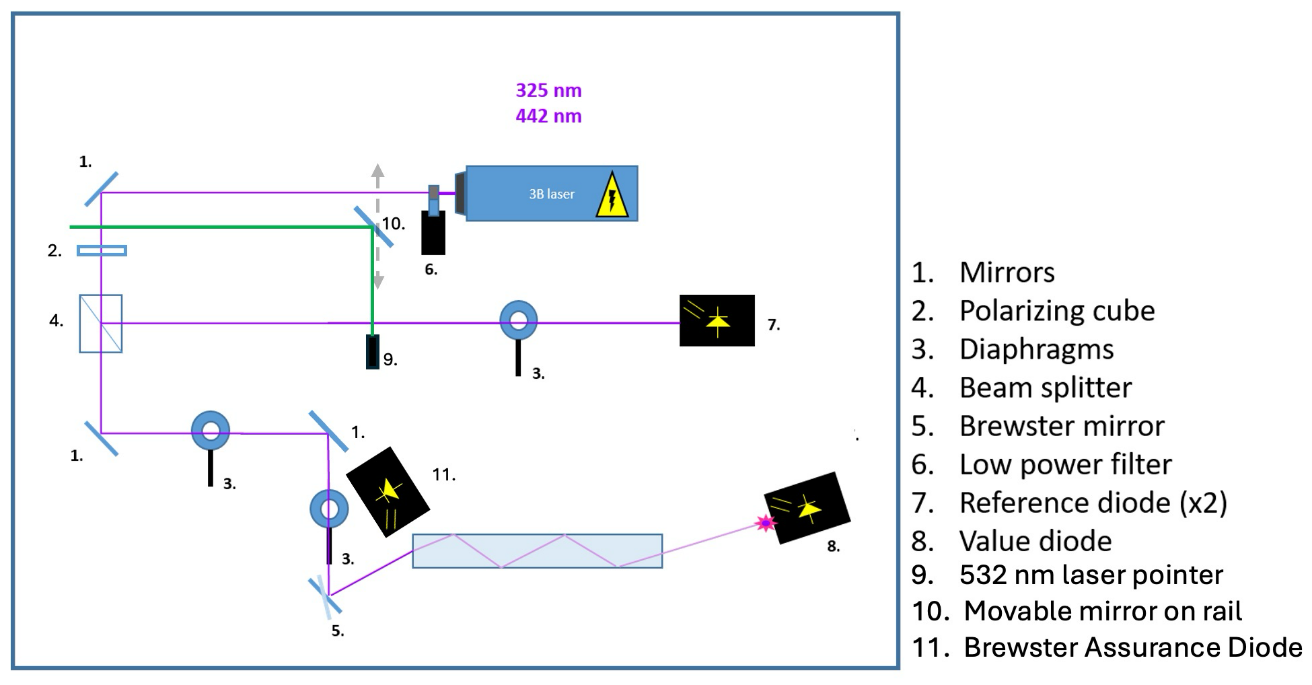 325 nm
442 nm
1.
3B laser
10.
2.
6.
4.
7.
9.
3.
1.
1.
3.
11.
3.
8.
5.
1. Mirrors
2. Polarizing cube
3. Diaphragms
4. Beam splitter
5. Brewster mirror
6. Low power filter
7. Reference diode (x2)
8. Value diode
9. 532 nm laser pointer
10. Movable mirror on rail
11. Brewster Assurance Diode